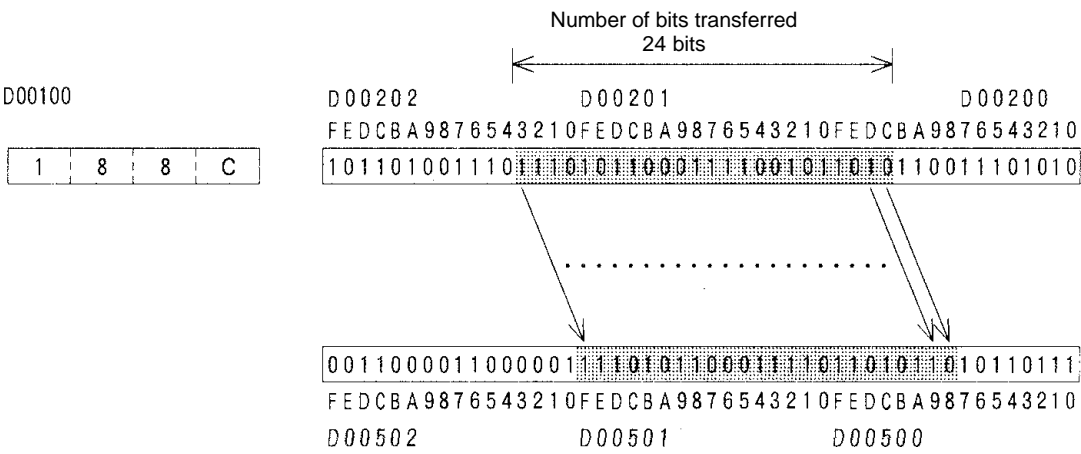 Number of bits transferred
24 bits
D00100
D00202 D00201 D00200
FEDCBA9876543210FEDCBA9876543210FEDCBA9876543210
1 8 8 C
101101001110111010110001111001011010110011101010
001100001100000111101011000111101101011010110111
FEDCBA9876543210FEDCBA9876543210FEDCBA9876543210
D00502 D00501 D00500